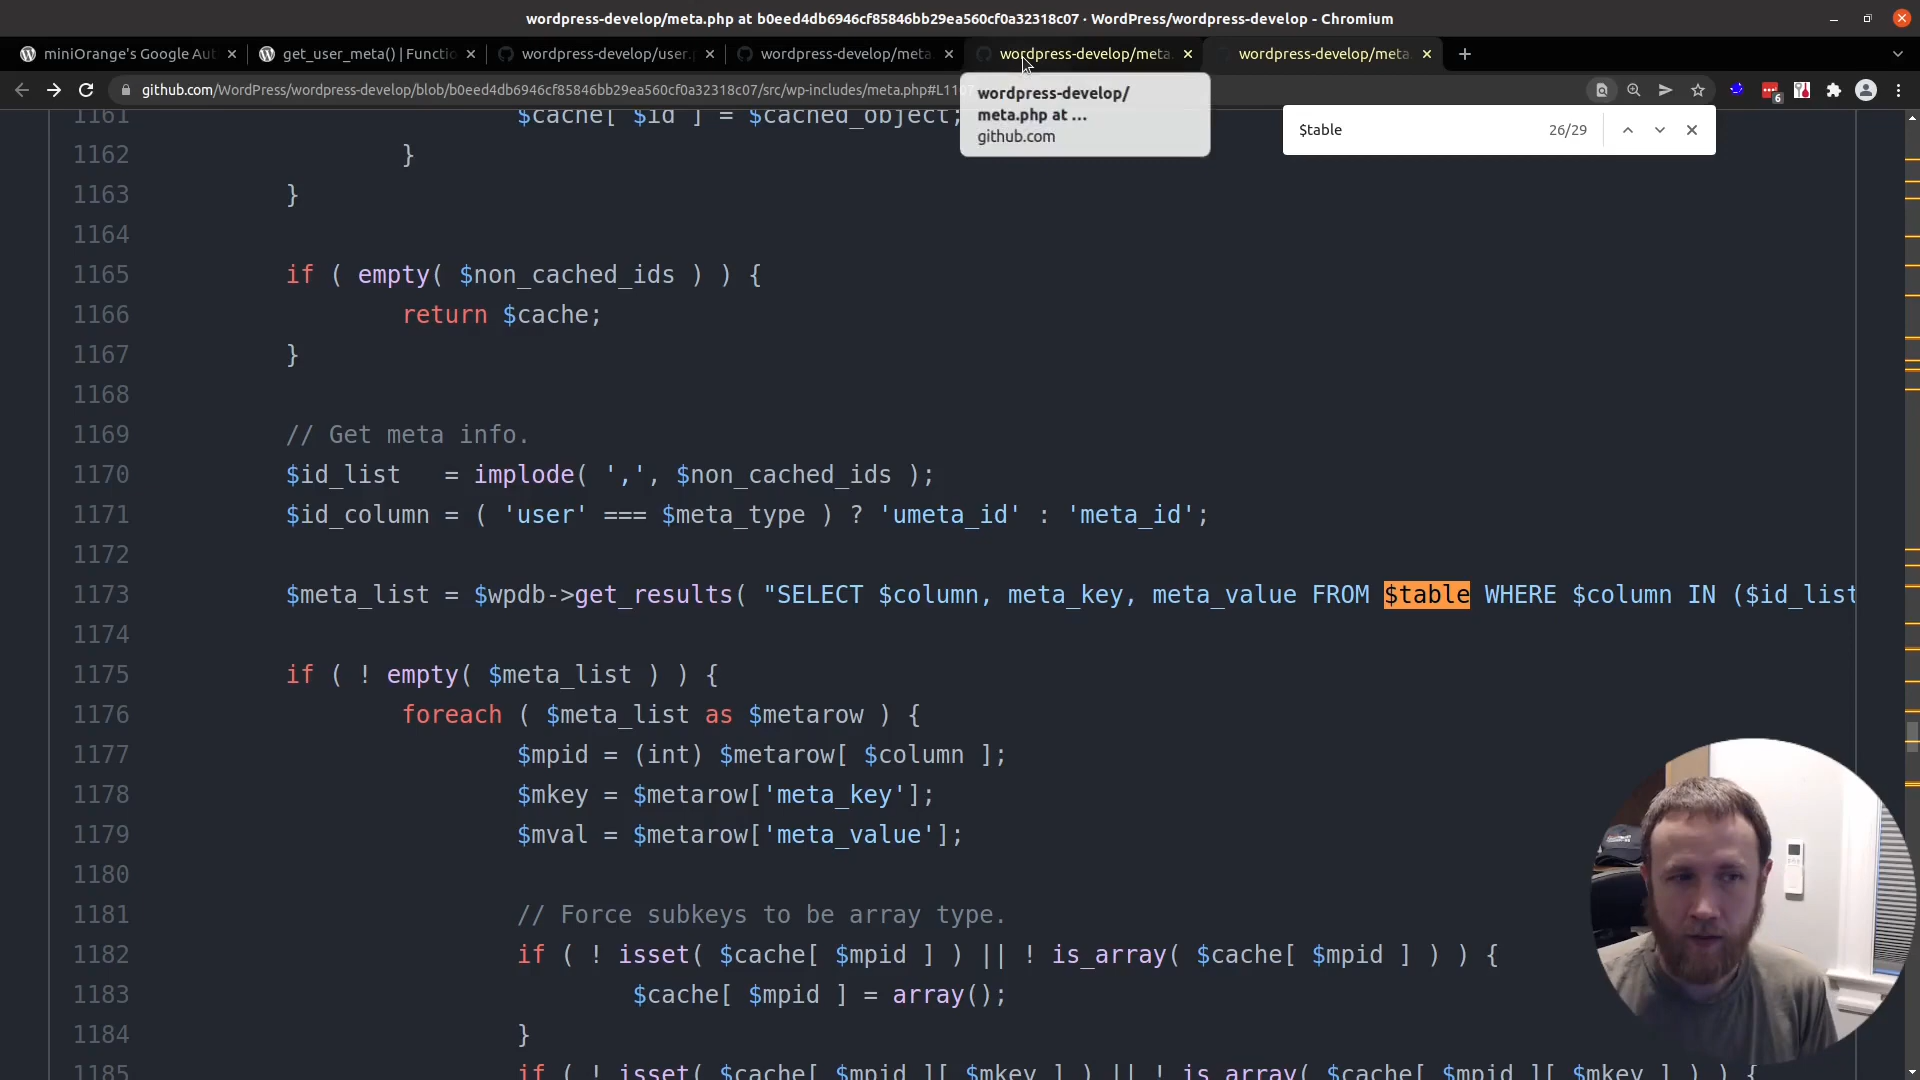 wordpress-develop/meta.php at b0eed4db6946cf85846bb29ea560cf0a32318c07 · WordPress/wordpress-develop - Chromium
miniOrange's Google Aut
get_user_meta() | Functio
wordpress-develop/user.
wordpress-develop/meta.
wordpress-develop/meta.
wordpress-develop/meta.
github.com/WordPress/wordpress-develop/blob/b0eed4db6946cf85846bb29ea560cf0a32318c07/src/wp-includes/meta.php#L11
6
wordpress-develop/
meta.php at ...
github.com
$table
26/29
1161 $cache[ $id ] = $cached_object;
1162 }
1163 }
1164
1165 if ( empty( $non_cached_ids ) ) {
1166 return $cache;
1167 }
1168
1169 // Get meta info.
1170 $id_list = implode( ',', $non_cached_ids );
1171 $id_column = ( 'user' === $meta_type ) ? 'umeta_id' : 'meta_id';
1172
1173 $meta_list = $wpdb->get_results( "SELECT $column, meta_key, meta_value FROM $table WHERE $column IN ($id_list
1174
1175 if ( ! empty( $meta_list ) ) {
1176 foreach ( $meta_list as $metarow ) {
1177 $mpid = (int) $metarow[ $column ];
1178 $mkey = $metarow['meta_key'];
1179 $mval = $metarow['meta_value'];
1180
1181 // Force subkeys to be array type.
1182 if ( ! isset( $cache[ $mpid ] ) || ! is_array( $cache[ $mpid ] ) ) {
1183 $cache[ $mpid ] = array();
1184 }
1185 if ( ! isset( $cache[ $mpid ][ $mkey ] ) || ! is_array( $cache[ $mpid ][ $mkey ] ) ) {